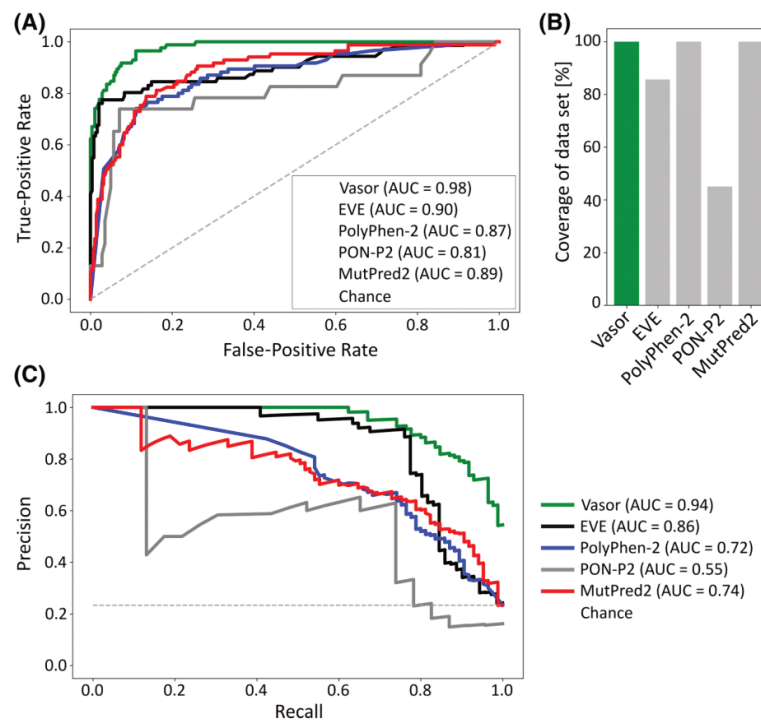 (A)
True-Positive Rate
1.0
0.8
0.6
0.4
0.2
0.0
Vasor (AUC = 0.98)
EVE (AUC = 0.90)
PolyPhen-2 (AUC = 0.87)
PON-P2 (AUC = 0.81)
MutPred2 (AUC = 0.89)
Chance
0.0 0.2 0.4 0.6 0.8 1.0
False-Positive Rate
(B)
Coverage of data set [%]
100
80
60
40
20
0
Vasor
EVE
PolyPhen-2
PON-P2
MutPred2
(C)
Precision
1.0
0.8
0.6
0.4
0.2
0.0
0.0 0.2 0.4 0.6 0.8 1.0
Recall
Vasor (AUC = 0.94)
EVE (AUC = 0.86)
PolyPhen-2 (AUC = 0.72)
PON-P2 (AUC = 0.55)
MutPred2 (AUC = 0.74)
Chance